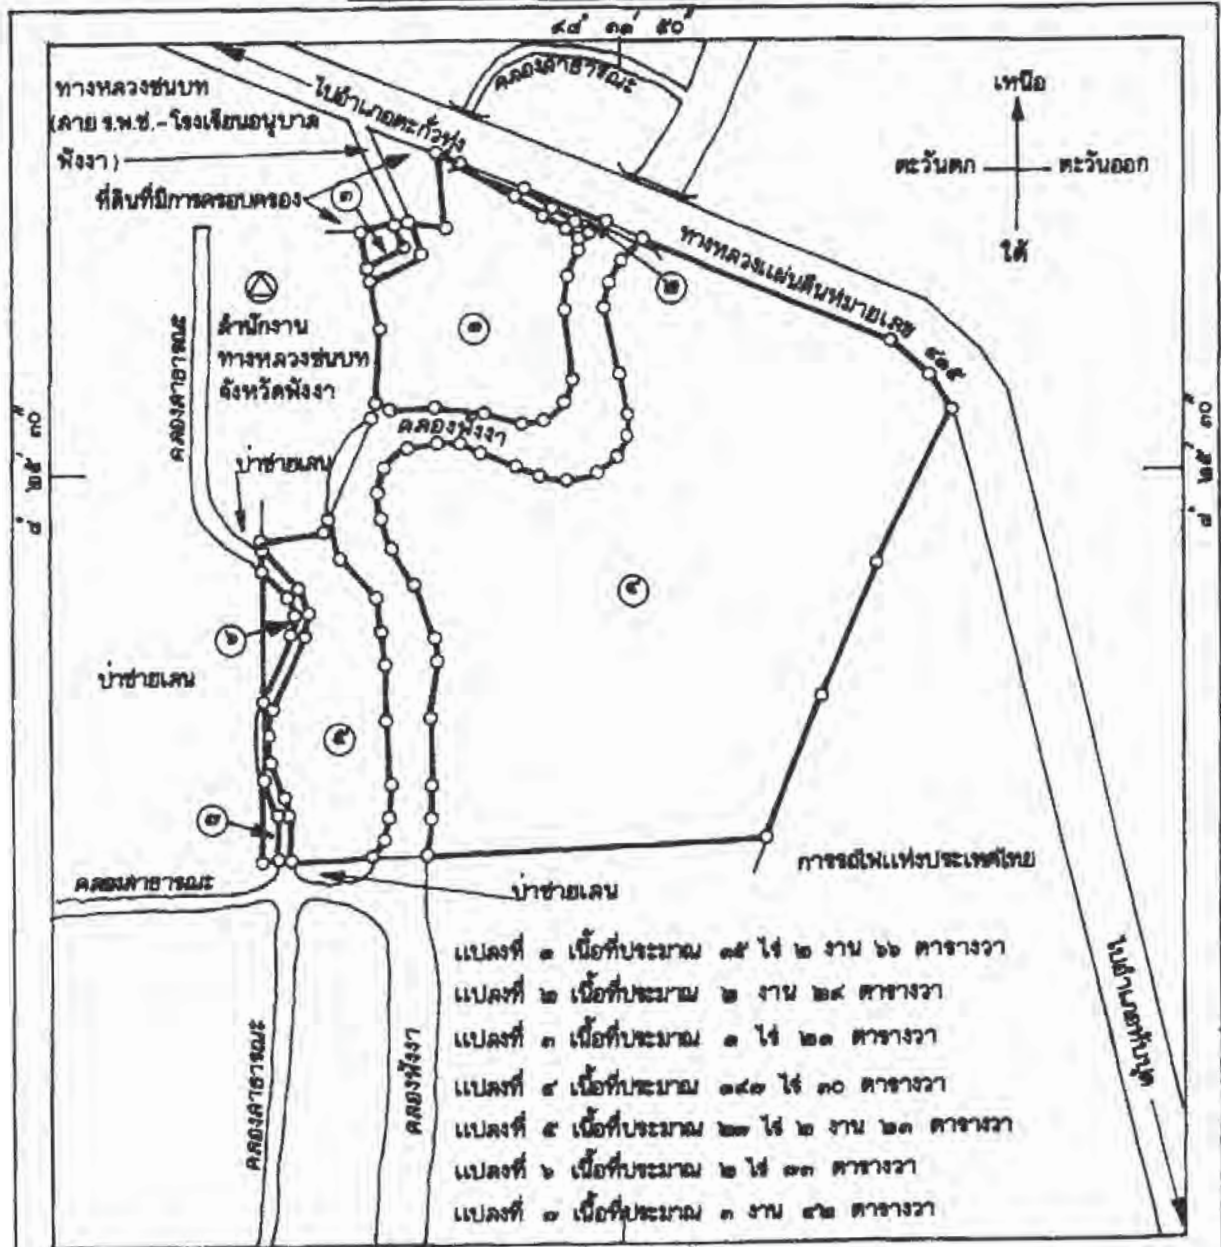 ๙๘° ๓๑' ๕๐"
คลองสาธารณะ
เหนือ
ตะวันตก
ตะวันออก
ใต้
ทางหลวงชนบท
(สาย ร.พ.ช.-โรงเรียนอนุบาล
พังงา)
ไปอำเภอตะกั่วทุ่ง
ที่ดินที่มีการครอบครอง
๓
ทางหลวงแผ่นดินหมายเลข ๔๑๕
๒
๑
สำนักงาน
ทางหลวงชนบท
จังหวัดพังงา
คลองสาธารณะ
๘° ๒๕' ๓๐"
๘° ๒๕' ๓๐"
คลองพังงา
ป่าชายเลน
๔
๖
ป่าชายเลน
๕
๗
การรถไฟแห่งประเทศไทย
คลองสาธารณะ
ป่าชายเลน
คลองสาธารณะ
คลองพังงา
ไปอำเภอทับปุด
แปลงที่ ๑ เนื้อที่ประมาณ ๑๕ ไร่ ๒ งาน ๖๖ ตารางวา
แปลงที่ ๒ เนื้อที่ประมาณ ๒ งาน ๒๙ ตารางวา
แปลงที่ ๓ เนื้อที่ประมาณ ๑ ไร่ ๒๑ ตารางวา
แปลงที่ ๔ เนื้อที่ประมาณ ๑๔๗ ไร่ ๓๐ ตารางวา
แปลงที่ ๕ เนื้อที่ประมาณ ๒๗ ไร่ ๒ งาน ๒๓ ตารางวา
แปลงที่ ๖ เนื้อที่ประมาณ ๒ ไร่ ๗๓ ตารางวา
แปลงที่ ๗ เนื้อที่ประมาณ ๓ งาน ๔๒ ตารางวา